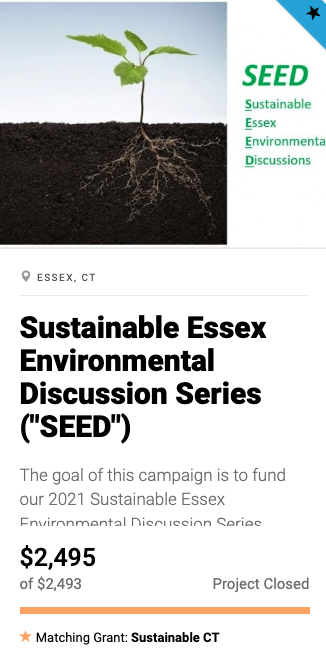 SEED
Sustainable
Essex
Environmenta
Discussions
ESSEX, CT
Sustainable Essex
Environmental
Discussion Series
("SEED")
The goal of this campaign is to fund
our 2021 Sustainable Essex
Environmental Discussion Series
$2,495
of $2,493
Project Closed
Matching Grant: Sustainable CT